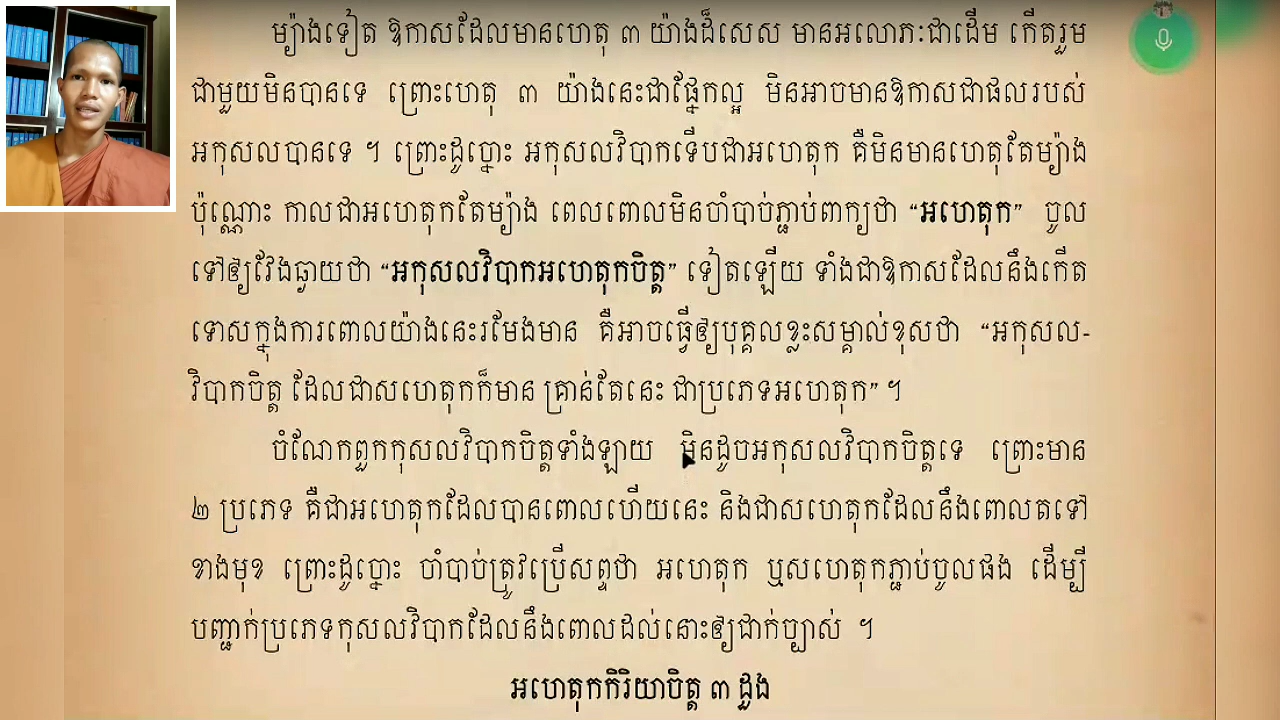 ម្យ៉ាងទៀត ឱកាសដែលមានហេតុ ៣ យ៉ាងដ៏សេស មានអលោភៈជាដើម កើតរួម
ជាមួយមិនបានទេ ព្រោះហេតុ ៣ យ៉ាងនេះជាផ្នែកល្អ មិនអាចមានឱកាសជាផលរបស់
អកុសលបានទេ ។ ព្រោះដូច្នោះ អកុសលវិបាកទើបជាអហេតុក គឺមិនមានហេតុតែម្យ៉ាង
ប៉ុណ្ណោះ កាលជាអហេតុកតែម្យ៉ាង ពេលពោលមិនចាំបាច់ភ្ជាប់ពាក្យថា “អហេតុក” ចូល
ទៅឲ្យវែងឆ្ងាយថា “អកុសលវិបាកអហេតុកចិត្ត” ទៀតឡើយ ទាំងជាឱកាសដែលនឹងកើត
ទោសក្នុងការពោលយ៉ាងនេះរមែងមាន គឺអាចធ្វើឲ្យបុគ្គលខ្លះសម្គាល់ខុសថា “អកុសល-
វិបាកចិត្ត ដែលជាសហេតុកក៏មាន គ្រាន់តែនេះ ជាប្រភេទអហេតុក” ។
ចំណែកពួកកុសលវិបាកចិត្តទាំងឡាយ មិនដូចអកុសលវិបាកចិត្តទេ ព្រោះមាន
២ ប្រភេទ គឺជាអហេតុកដែលបានពោលហើយនេះ និងជាសហេតុកដែលនឹងពោលតទៅ
ខាងមុខ ព្រោះដូច្នោះ ចាំបាច់ត្រូវប្រើសព្ទថា អហេតុក ឬសហេតុកភ្ជាប់ចូលផង ដើម្បី
បញ្ជាក់ប្រភេទកុសលវិបាកដែលនឹងពោលដល់នោះឲ្យជាក់ច្បាស់ ។
អហេតុកកិរិយាចិត្ត ៣ ដួង